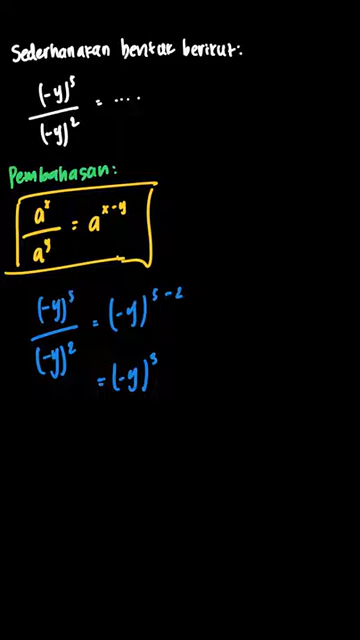 Sederhanakan bentuk berikut:
(-y)^5 / (-y)^2 = ....
Pembahasan:
a^x / a^y = a^(x-y)
(-y)^5 / (-y)^2 = (-y)^(5-2)
= (-y)^3